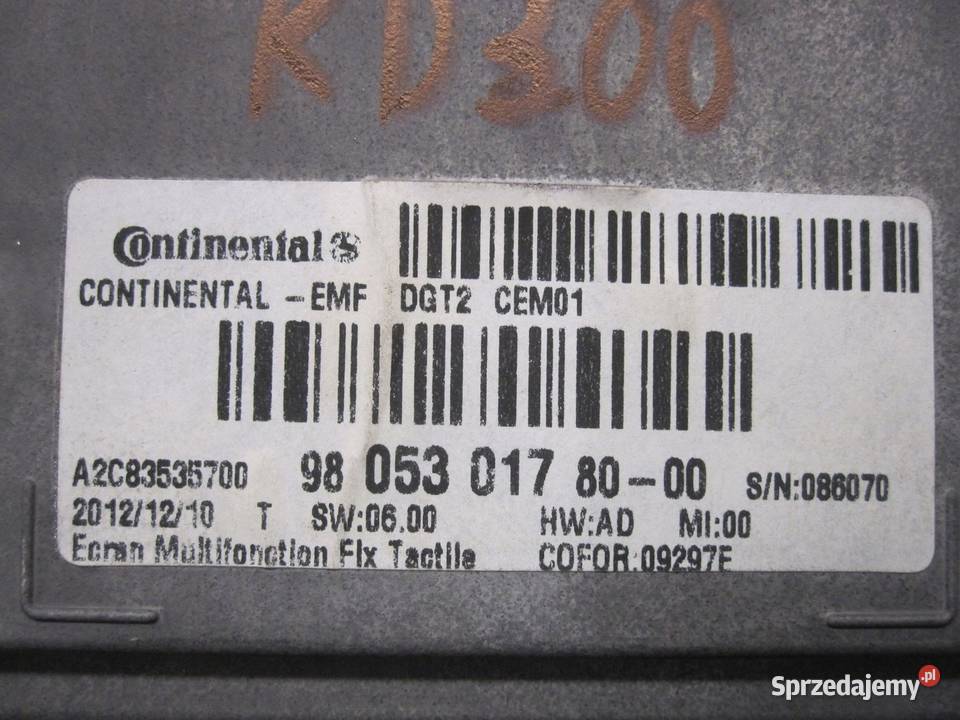 RD300
Continental
CONTINENTAL -EMF DGT2 CEM01
A2C83535700 98 053 017 80-00 S/N:086070
2012/12/10 T SW:06.00 HW:AD MI:00
Ecran Multifonction Fix Tactile COFOR:09297E
Sprzedajemy.pl